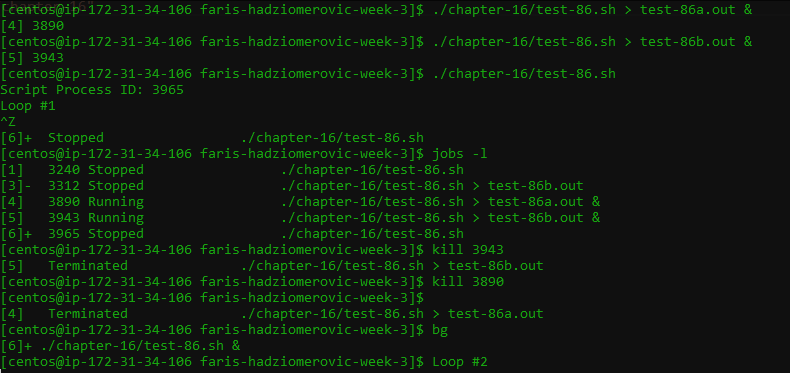 [centos@ip-172-31-34-106 faris-hadziomerovic-week-3]$ ./chapter-16/test-86.sh > test-86a.out &
[4] 3890
[centos@ip-172-31-34-106 faris-hadziomerovic-week-3]$ ./chapter-16/test-86.sh > test-86b.out &
[5] 3943
[centos@ip-172-31-34-106 faris-hadziomerovic-week-3]$ ./chapter-16/test-86.sh
Script Process ID: 3965
Loop #1
^Z
[6]+  Stopped                 ./chapter-16/test-86.sh
[centos@ip-172-31-34-106 faris-hadziomerovic-week-3]$ jobs -l
[1]   3240 Stopped                 ./chapter-16/test-86.sh
[3]-  3312 Stopped                 ./chapter-16/test-86.sh > test-86b.out
[4]   3890 Running                 ./chapter-16/test-86.sh > test-86a.out &
[5]   3943 Running                 ./chapter-16/test-86.sh > test-86b.out &
[6]+  3965 Stopped                 ./chapter-16/test-86.sh
[centos@ip-172-31-34-106 faris-hadziomerovic-week-3]$ kill 3943
[5]   Terminated              ./chapter-16/test-86.sh > test-86b.out
[centos@ip-172-31-34-106 faris-hadziomerovic-week-3]$ kill 3890
[centos@ip-172-31-34-106 faris-hadziomerovic-week-3]$
[4]   Terminated              ./chapter-16/test-86.sh > test-86a.out
[centos@ip-172-31-34-106 faris-hadziomerovic-week-3]$ bg
[6]+ ./chapter-16/test-86.sh &
[centos@ip-172-31-34-106 faris-hadziomerovic-week-3]$ Loop #2